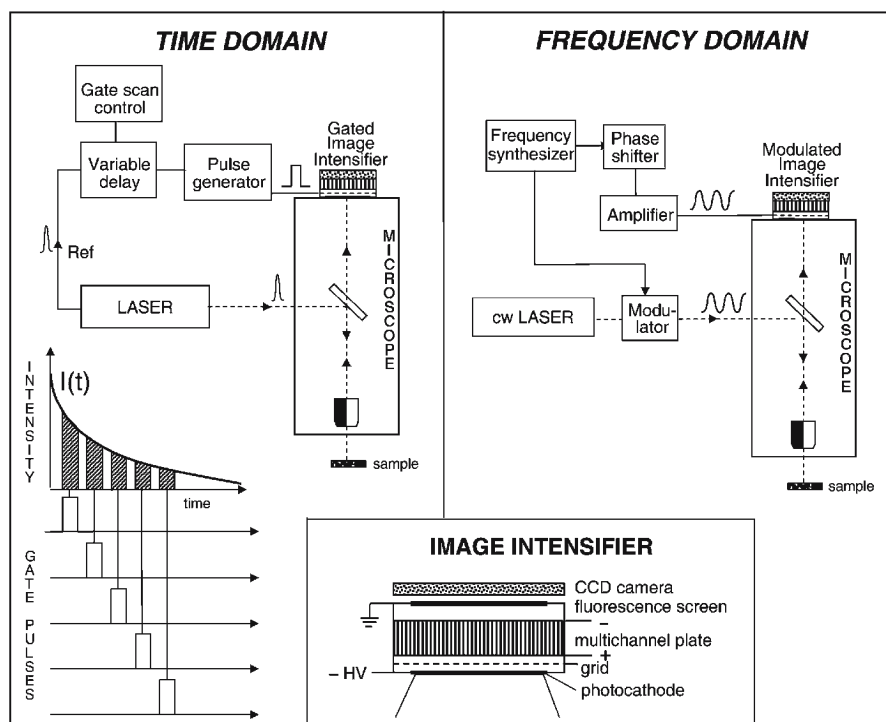 TIME DOMAIN
Gate scan
control
Variable
delay
Pulse
generator
Gated
Image
Intensifier
Ref
LASER
MICROSCOPE
sample
INTENSITY
I(t)
time
GATE PULSES
FREQUENCY DOMAIN
Frequency
synthesizer
Phase
shifter
Amplifier
Modulated
Image
Intensifier
cw LASER
Modu-
lator
MICROSCOPE
sample
IMAGE INTENSIFIER
CCD camera
fluorescence screen
–
multichannel plate
+
grid
– HV
photocathode